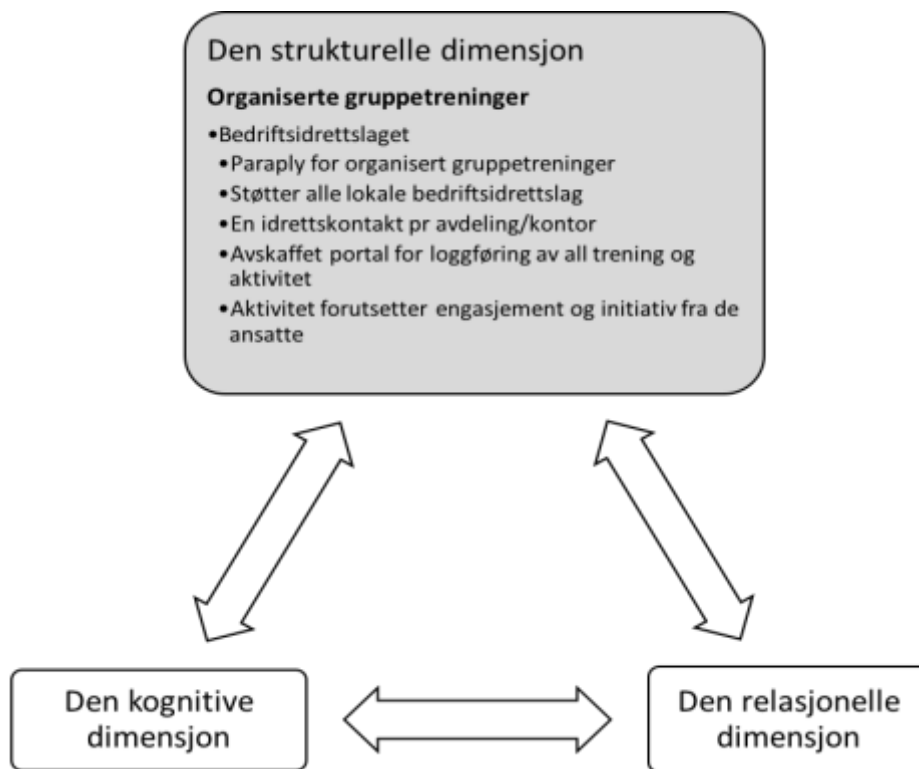 Den strukturelle dimensjon
Organiserte gruppetreninger
•Bedriftsidrettslaget
•Paraply for organisert gruppetreninger
•Støtter alle lokale bedriftsidrettslag
•En idrettskontakt pr avdeling/kontor
•Avskaffet portal for loggføring av all trening og
aktivitet
•Aktivitet forutsetter engasjement og initiativ fra de
ansatte
Den kognitive
dimensjon
Den relasjonelle
dimensjon